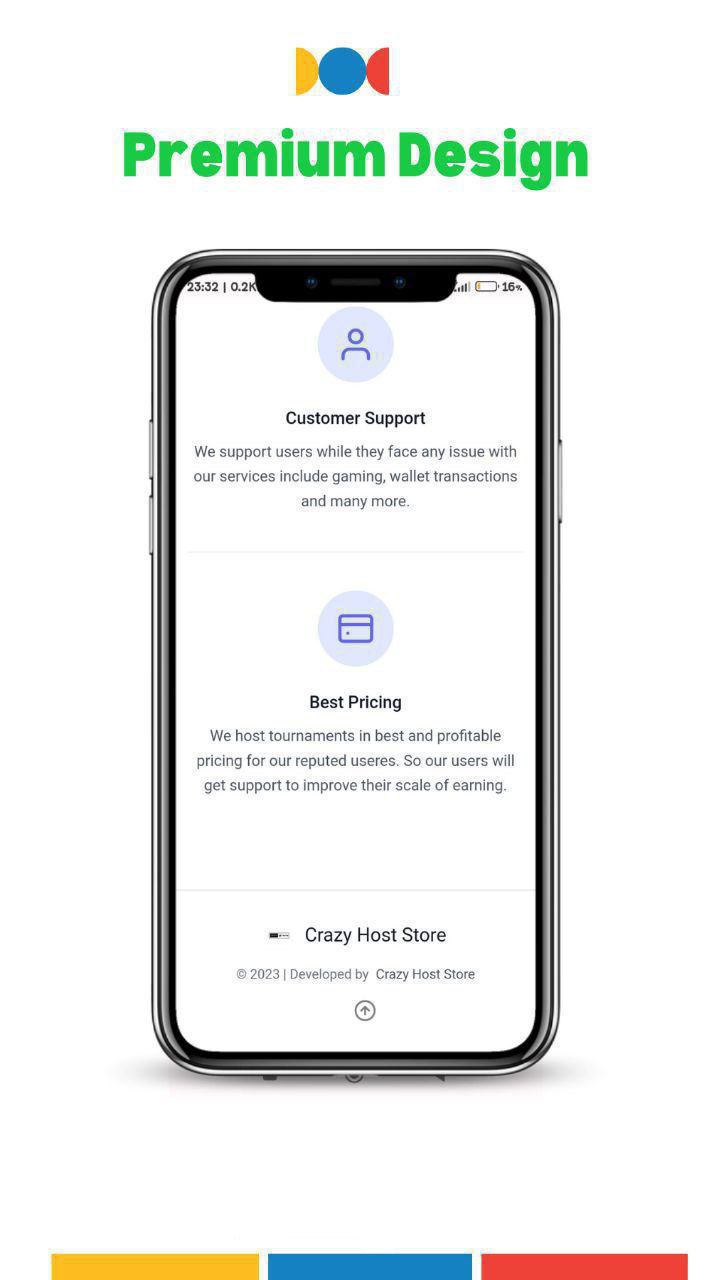 Premium Design
23:32 | 0.2K
16%
Customer Support
We support users while they face any issue with
our services include gaming, wallet transactions
and many more.
Best Pricing
We host tournaments in best and profitable
pricing for our reputed useres. So our users will
get support to improve their scale of earning.
Crazy Host Store
© 2023 | Developed by Crazy Host Store